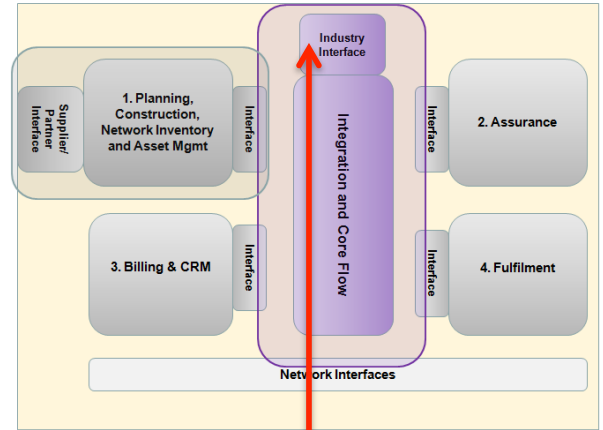 Industry
Interface
Supplier/
Partner
Interface
1. Planning,
Construction,
Network Inventory
and Asset Mgmt
Interface
Integration and Core Flow
Interface
2. Assurance
3. Billing & CRM
Interface
Interface
4. Fulfilment
Network Interfaces